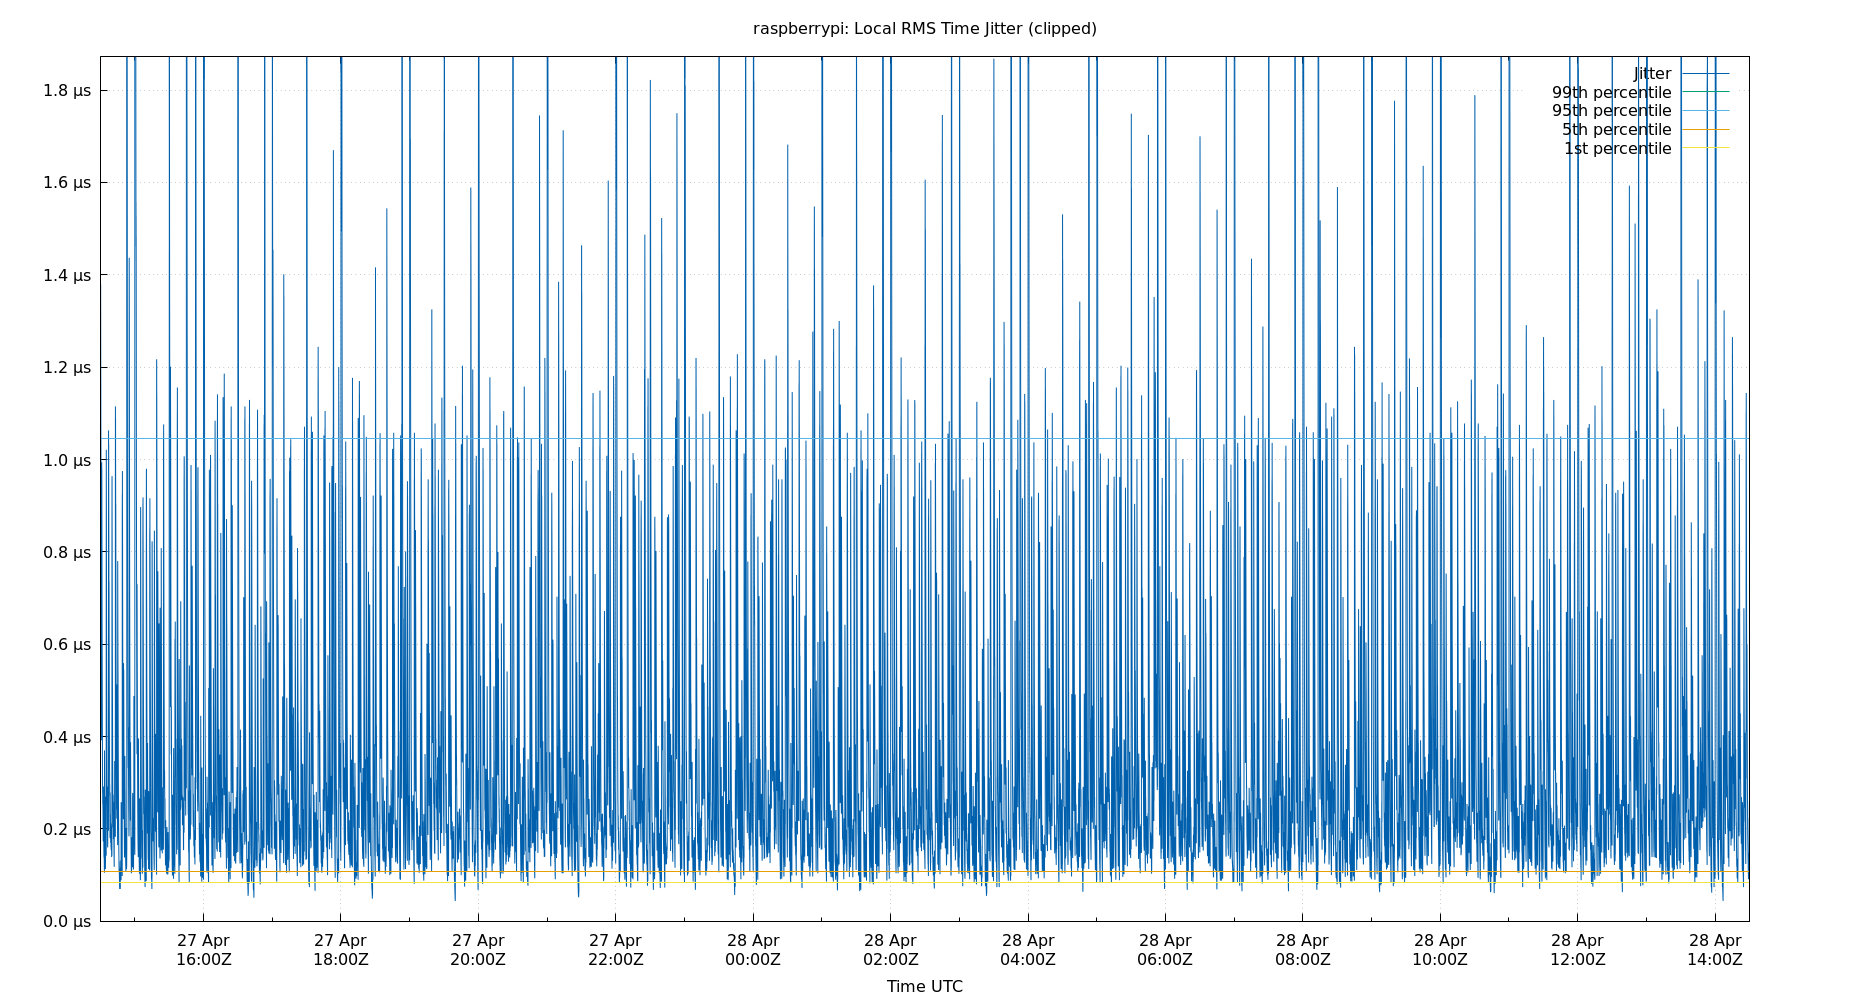 raspberrypi: Local RMS Time Jitter (clipped)
Jitter
99th percentile
95th percentile
5th percentile
1st percentile
1.8 µs
1.6 µs
1.4 µs
1.2 µs
1.0 µs
0.8 µs
0.6 µs
0.4 µs
0.2 µs
0.0 µs
27 Apr 27 Apr 27 Apr 27 Apr 28 Apr 28 Apr 28 Apr 28 Apr 28 Apr 28 Apr 28 Apr 28 Apr
16:00Z 18:00Z 20:00Z 22:00Z 00:00Z 02:00Z 04:00Z 06:00Z 08:00Z 10:00Z 12:00Z 14:00Z
Time UTC